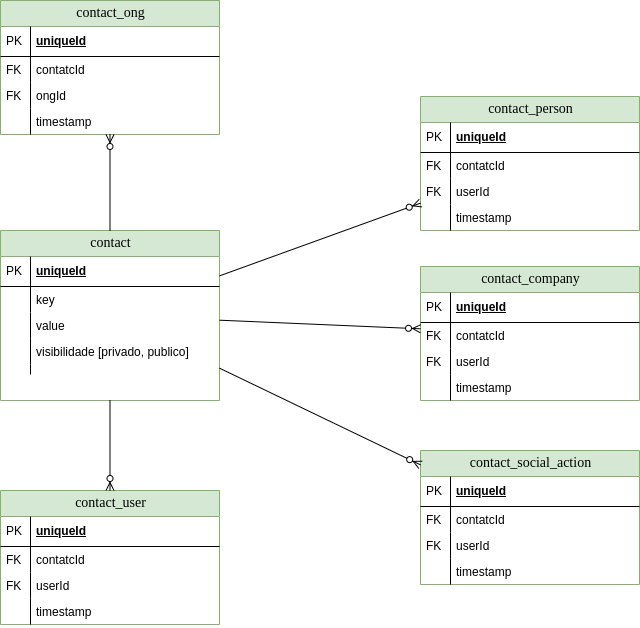 contact_ong
PK uniqueId
FK contatcId
FK ongId
timestamp
contact_person
PK uniqueId
FK contatcId
FK userId
timestamp
contact
PK uniqueId
key
value
visibilidade [privado, publico]
contact_company
PK uniqueId
FK contatcId
FK userId
timestamp
contact_social_action
PK uniqueId
FK contatcId
FK userId
timestamp
contact_user
PK uniqueId
FK contatcId
FK userId
timestamp